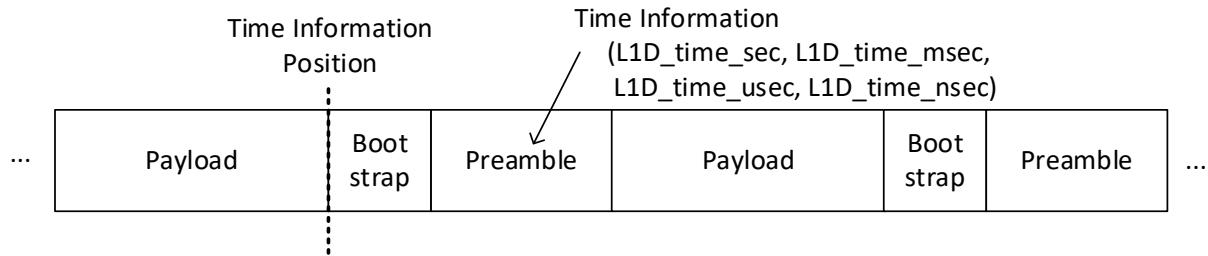 Time Information
Position
Time Information
(L1D_time_sec, L1D_time_msec,
L1D_time_usec, L1D_time_nsec)
...
Payload
Boot
strap
Preamble
Payload
Boot
strap
Preamble
...